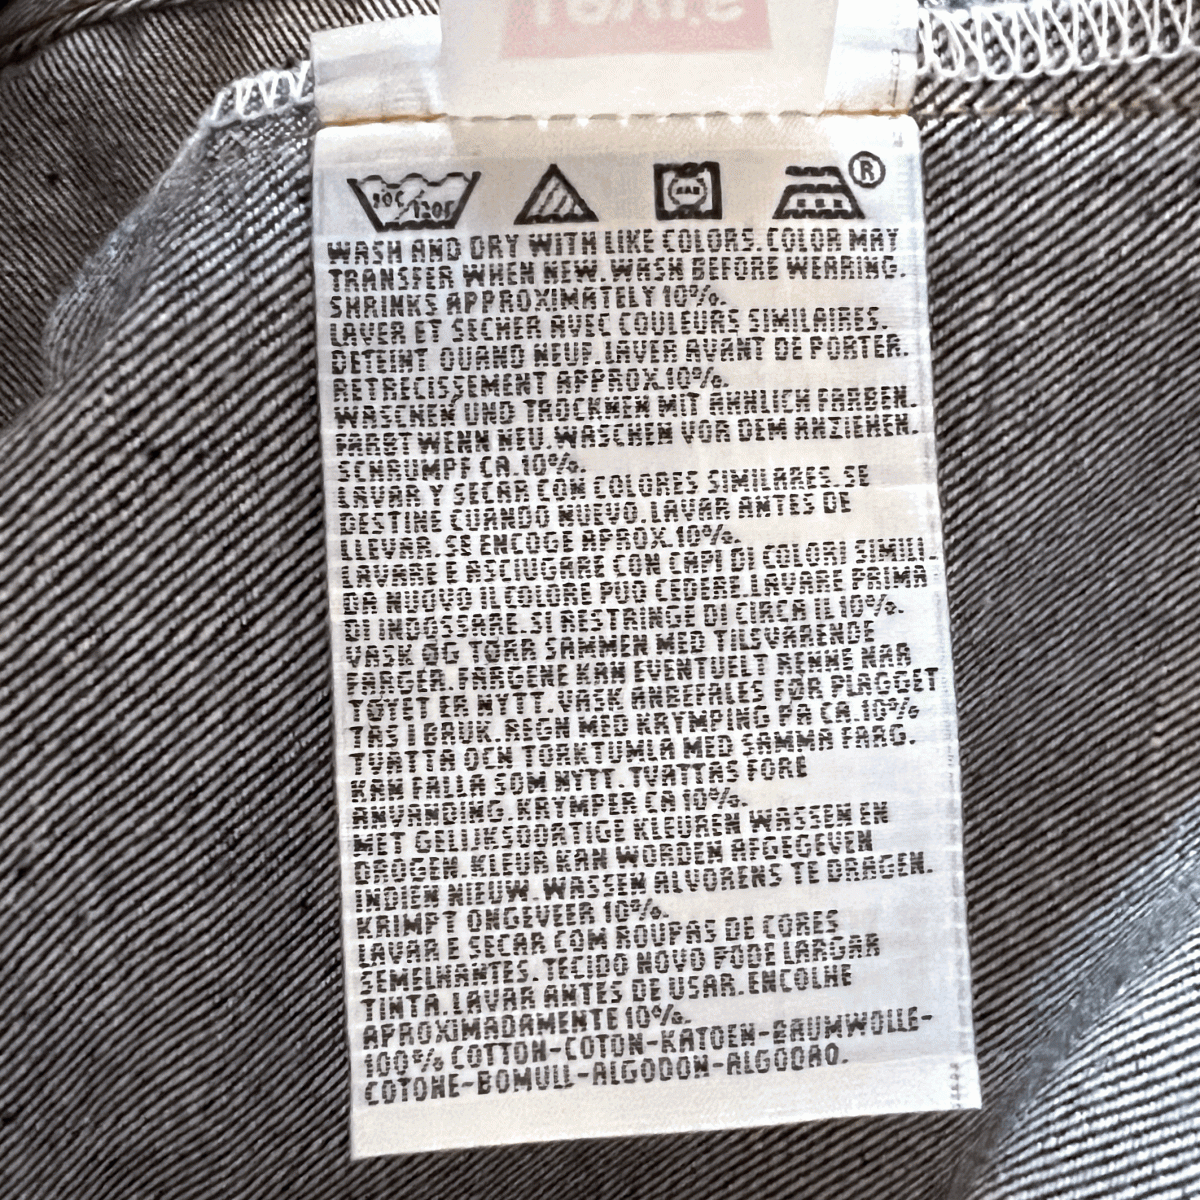 ®
WASH AND DRY WITH LIKE COLORS. COLOR MAY
TRANSFER WHEN NEW. WASH BEFORE WEARING.
SHRINKS APPROXIMATELY 10%.
LAVER ET SECHER AVEC COULEURS SIMILAIRES.
DETEINT QUAND NEUF. LAVER AVANT DE PORTER.
RETRECISSEMENT APPROX.10%.
WASCHEN UND TROCKNEN MIT AHNLICH FARBEN.
FARBT WENN NEU. WASCHEN VOR DEM ANZIEHEN.
SCHRUMPF CA.10%.
LAVAR Y SECAR CON COLORES SIMILARES. SE
DESTINE CUANDO NUEVO. LAVAR ANTES DE
LLEVAR. SE ENCOGE APROX.10%.
LAVARE E ASCIUGARE CON CAPI DI COLORI SIMILI.
DA NUOVO IL COLORE PUO CEDERE. LAVARE PRIMA
DI INDOSSARE. SI RESTRINGE DI CIRCA IL 10%.
VASK OG TORR SAMMEN MED TILSVARENDE
FARGER. FARGENE KAN EVENTUELT RENNE NAR
TOYET ER NYTT. VASK ANBEFALES FØR PLAGGET
TAS I BRUK. REGN MED KRYMPING PA CA.10%
TVATTA OCH TORKTUMLA MED SAMMA FARG.
KAN FALLA SOM NYTT. TVATTAS FORE
ANVANDING. KRYMPER CA 10%.
MET GELIJKSOORTIGE KLEUREN WASSEN EN
DROGEN. KLEUR KAN WORDEN AFGEGEVEN
INDIEN NIEUW. WASSEN ALVORENS TE DRAGEN.
KRIMPT ONGEVEER 10%.
LAVAR E SECAR COM ROUPAS DE CORES
SEMELHANTES. TECIDO NOVO PODE LARGAR
TINTA. LAVAR ANTES DE USAR. ENCOLHE
APROXIMADAMENTE 10%.
100% COTTON-COTON-KATOEN-BAUMWOLLE-
COTONE-BOMULL-ALGODON-ALGODAO.